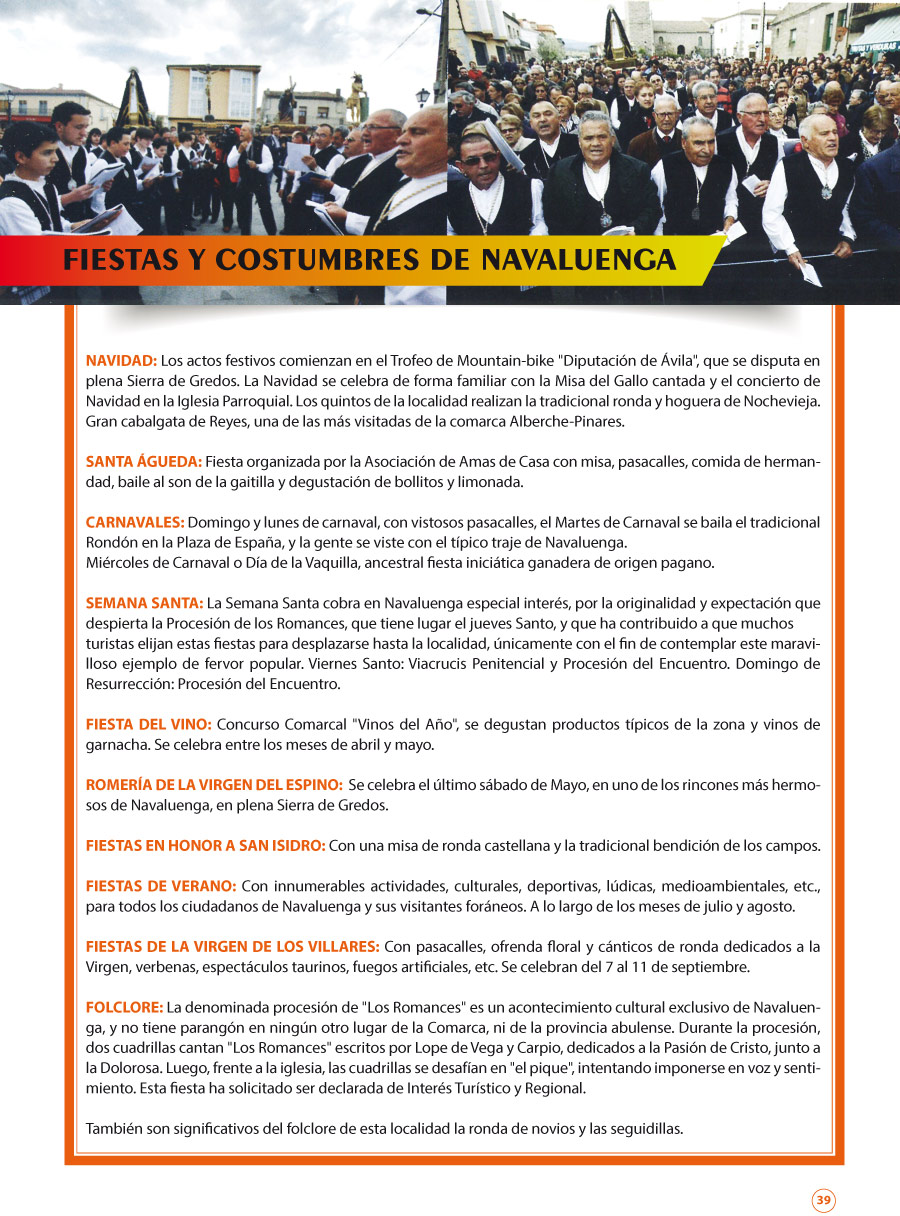 RUTAS Y VERDURAS
FIESTAS Y COSTUMBRES DE NAVALUENGA
NAVIDAD: Los actos festivos comienzan en el Trofeo de Mountain-bike "Diputación de Ávila", que se disputa en
plena Sierra de Gredos. La Navidad se celebra de forma familiar con la Misa del Gallo cantada y el concierto de
Navidad en la Iglesia Parroquial. Los quintos de la localidad realizan la tradicional ronda y hoguera de Nochevieja.
Gran cabalgata de Reyes, una de las más visitadas de la comarca Alberche-Pinares.
SANTA ÁGUEDA: Fiesta organizada por la Asociación de Amas de Casa con misa, pasacalles, comida de herman-
dad, baile al son de la gaitilla y degustación de bollitos y limonada.
CARNAVALES: Domingo y lunes de carnaval, con vistosos pasacalles, el Martes de Carnaval se baila el tradicional
Rondón en la Plaza de España, y la gente se viste con el típico traje de Navaluenga.
Miércoles de Carnaval o Día de la Vaquilla, ancestral fiesta iniciática ganadera de origen pagano.
SEMANA SANTA: La Semana Santa cobra en Navaluenga especial interés, por la originalidad y expectación que
despierta la Procesión de los Romances, que tiene lugar el jueves Santo, y que ha contribuido a que muchos
turistas elijan estas fiestas para desplazarse hasta la localidad, únicamente con el fin de contemplar este maravi-
lloso ejemplo de fervor popular. Viernes Santo: Viacrucis Penitencial y Procesión del Encuentro. Domingo de
Resurrección: Procesión del Encuentro.
FIESTA DEL VINO: Concurso Comarcal "Vinos del Año", se degustan productos típicos de la zona y vinos de
garnacha. Se celebra entre los meses de abril y mayo.
ROMERÍA DE LA VIRGEN DEL ESPINO: Se celebra el último sábado de Mayo, en uno de los rincones más hermo-
sos de Navaluenga, en plena Sierra de Gredos.
FIESTAS EN HONOR A SAN ISIDRO: Con una misa de ronda castellana y la tradicional bendición de los campos.
FIESTAS DE VERANO: Con innumerables actividades, culturales, deportivas, lúdicas, medioambientales, etc.,
para todos los ciudadanos de Navaluenga y sus visitantes foráneos. A lo largo de los meses de julio y agosto.
FIESTAS DE LA VIRGEN DE LOS VILLARES: Con pasacalles, ofrenda floral y cánticos de ronda dedicados a la
Virgen, verbenas, espectáculos taurinos, fuegos artificiales, etc. Se celebran del 7 al 11 de septiembre.
FOLCLORE: La denominada procesión de "Los Romances" es un acontecimiento cultural exclusivo de Navaluen-
ga, y no tiene parangón en ningún otro lugar de la Comarca, ni de la provincia abulense. Durante la procesión,
dos cuadrillas cantan "Los Romances" escritos por Lope de Vega y Carpio, dedicados a la Pasión de Cristo, junto a
la Dolorosa. Luego, frente a la iglesia, las cuadrillas se desafían en "el pique", intentando imponerse en voz y senti-
miento. Esta fiesta ha solicitado ser declarada de Interés Turístico y Regional.
También son significativos del folclore de esta localidad la ronda de novios y las seguidillas.
39